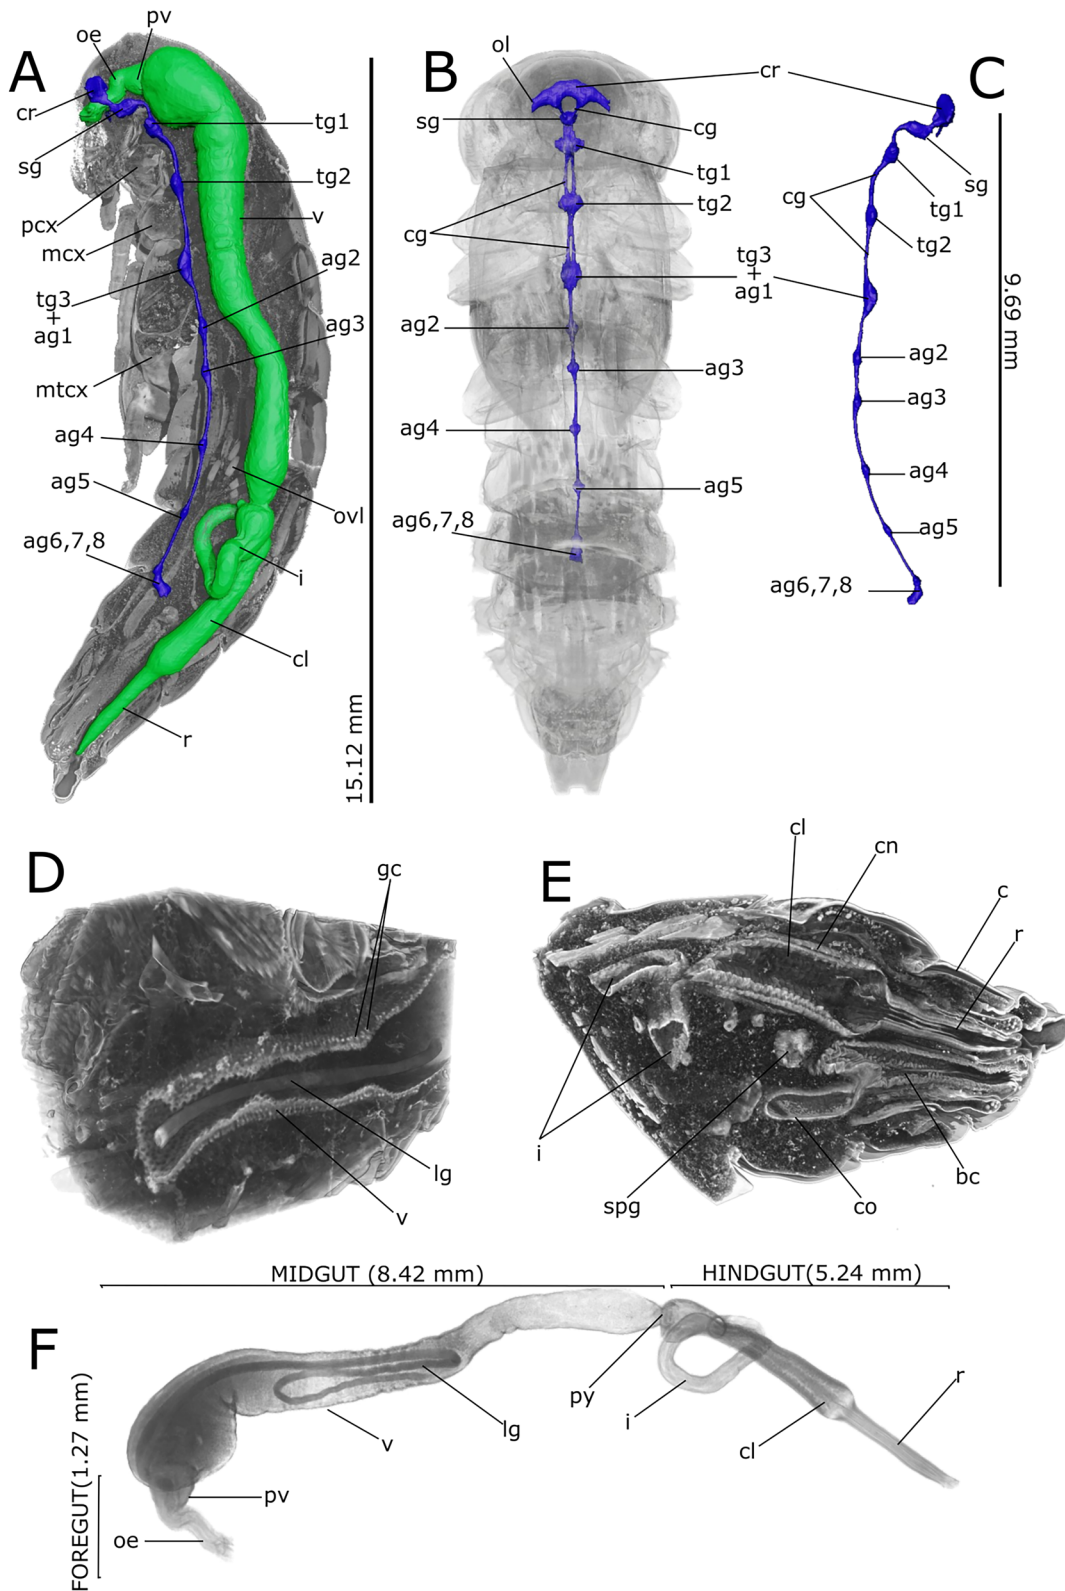 A
oe
pv
cr
sg
tg1
tg2
pcx
v
mcx
ag2
tg3
+
ag1
ag3
mtcx
ag4
ag5
ovl
ag6,7,8
i
cl
r
15.12 mm
B
ol
cr
sg
cg
tg1
tg2
cg
tg3
+
ag1
ag2
ag3
ag4
ag5
ag6,7,8
C
sg
tg1
cg
tg2
ag2
ag3
ag4
ag5
ag6,7,8
9.69 mm
D
gc
lg
v
E
cl
cn
c
r
i
spg
co
bc
F
MIDGUT (8.42 mm)
HINDGUT(5.24 mm)
FOREGUT(1.27 mm)
py
i
r
lg
v
cl
pv
oe